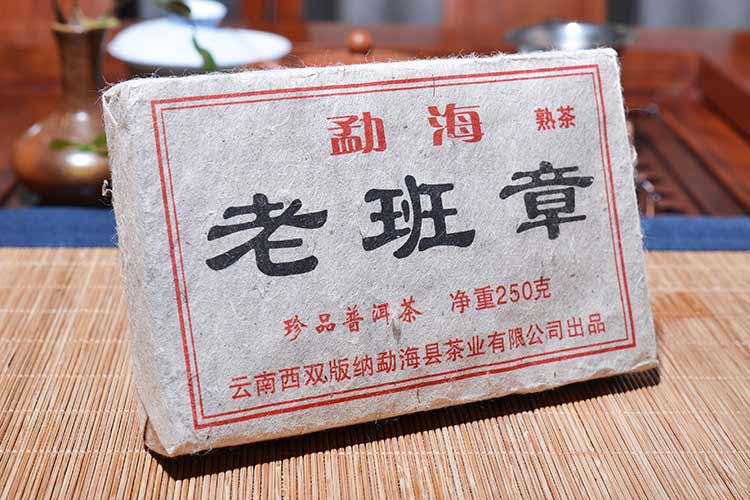 勐海 熟茶
老班章
珍品普洱茶 净重250克
云南西双版纳勐海县茶业有限公司出品